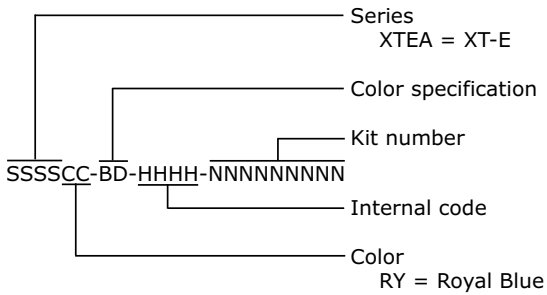 Series
XTEA = XT-E
Color specification
Kit number
SSSSCC-BD-HHHH-NNNNNNNNN
Internal code
Color
RY = Royal Blue